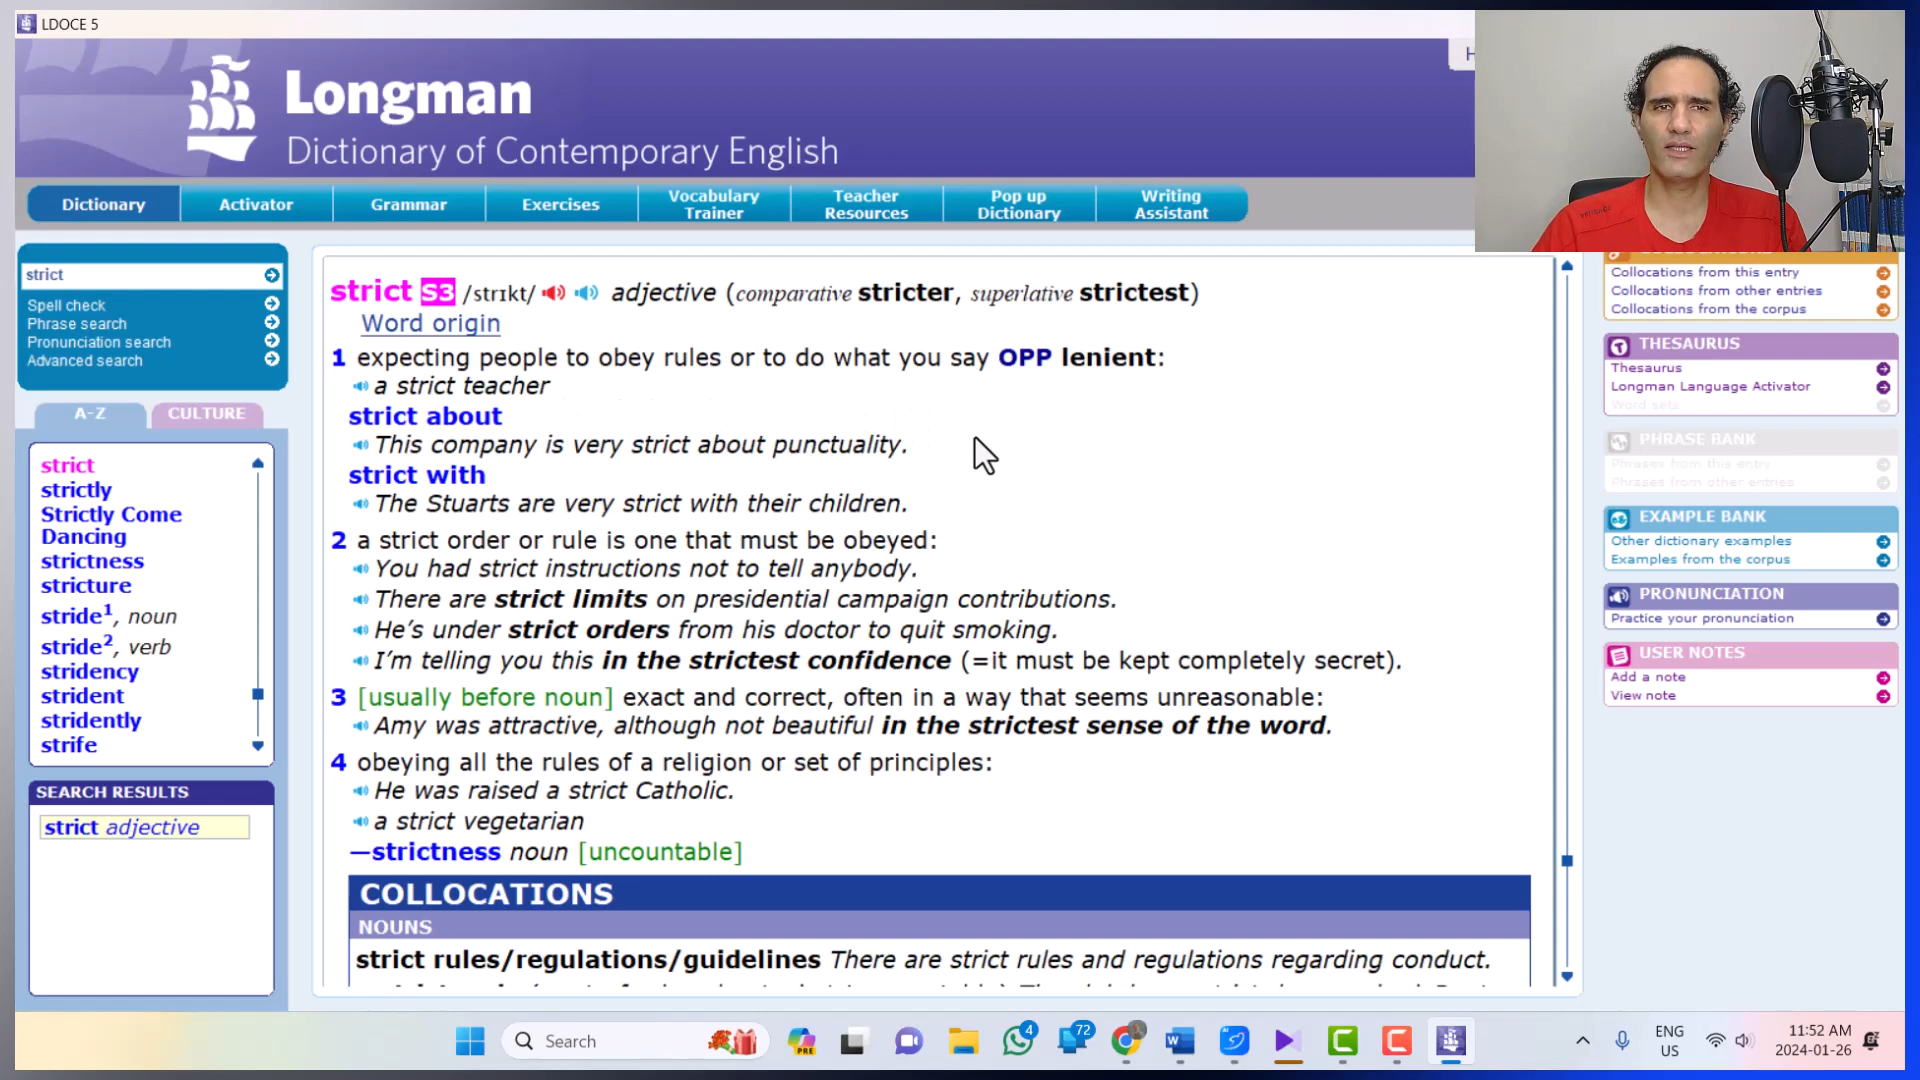 LDOCE 5
Longman
Dictionary of Contemporary English
H
Dictionary
Activator
Grammar
Exercises
Vocabulary Trainer
Teacher Resources
Pop up Dictionary
Writing Assistant
strict
Spell check
Phrase search
Pronunciation search
Advanced search
A-Z
CULTURE
strict
strictly
Strictly Come
Dancing
strictness
stricture
stride1, noun
stride2, verb
stridency
strident
stridently
strife
SEARCH RESULTS
strict adjective
strict S3 /strɪkt/ adjective (comparative stricter, superlative strictest)
Word origin
1 expecting people to obey rules or to do what you say OPP lenient:
a strict teacher
strict about
This company is very strict about punctuality.
strict with
The Stuarts are very strict with their children.
2 a strict order or rule is one that must be obeyed:
You had strict instructions not to tell anybody.
There are strict limits on presidential campaign contributions.
He's under strict orders from his doctor to quit smoking.
I'm telling you this in the strictest confidence (=it must be kept completely secret).
3 [usually before noun] exact and correct, often in a way that seems unreasonable:
Amy was attractive, although not beautiful in the strictest sense of the word.
4 obeying all the rules of a religion or set of principles:
He was raised a strict Catholic.
a strict vegetarian
—strictness noun [uncountable]
COLLOCATIONS
NOUNS
strict rules/regulations/guidelines There are strict rules and regulations regarding conduct.
Collocations from this entry
Collocations from other entries
Collocations from the corpus
THESAURUS
Thesaurus
Longman Language Activator
Word sets
PHRASE BANK
Phrases from this entry
Phrases from other entries
EXAMPLE BANK
Other dictionary examples
Examples from the corpus
PRONUNCIATION
Practice your pronunciation
USER NOTES
Add a note
View note
Search
PRE
4
72
W
ENG
US
11:52 AM
2024-01-26